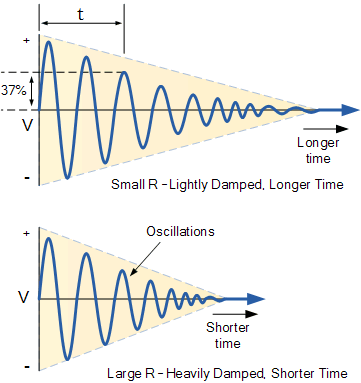 t
+
37%
V
-
Longer
time
Small R - Lightly Damped, Longer Time
+
Oscillations
V
Shorter
time
-
Large R - Heavily Damped, Shorter Time